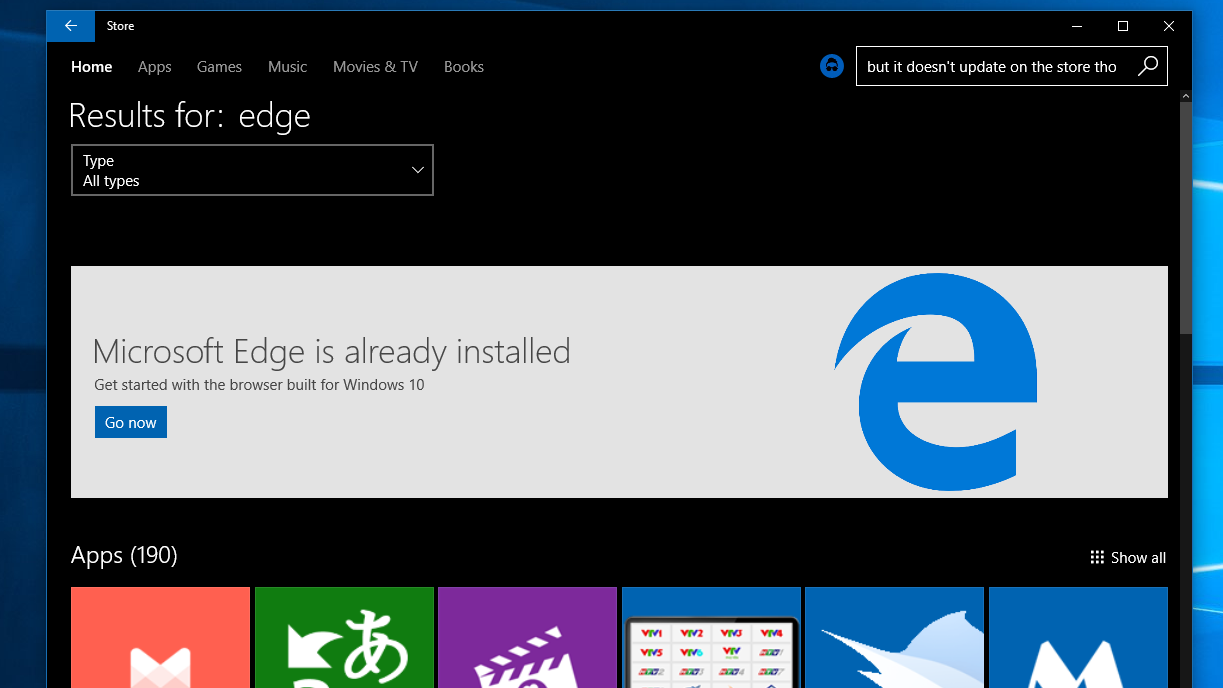 Store
Home Apps Games Music Movies & TV Books
but it doesn't update on the store tho
Results for: edge
Type
All types
Microsoft Edge is already installed
Get started with the browser built for Windows 10
Go now
Apps (190)
Show all
あ
VTV1 VTV2 VTV3 VTV4
VTV5 VTV6 VTV